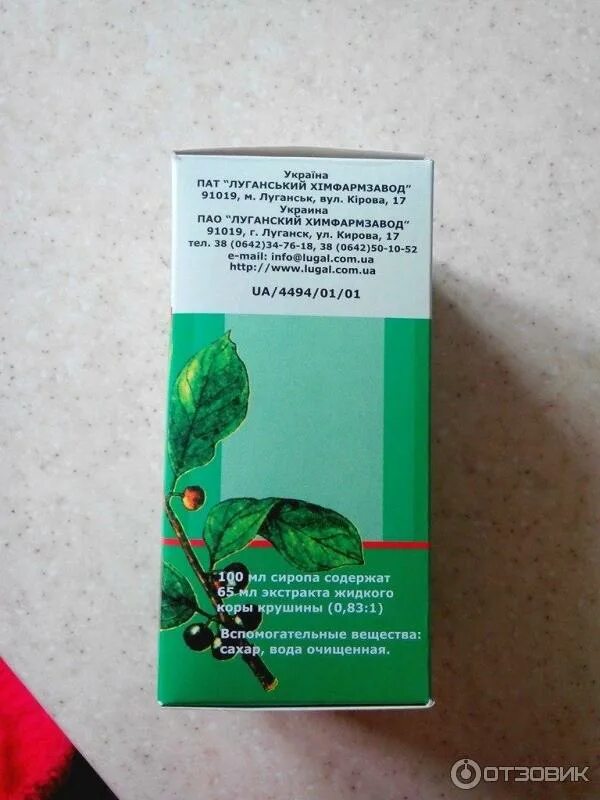 Україна
ПАТ “ЛУГАНСЬКИЙ ХІМФАРМЗАВОД”
91019, м. Луганськ, вул. Кірова, 17
Украина
ПАО “ЛУГАНСКИЙ ХИМФАРМЗАВОД”
91019, г. Луганск, ул. Кирова, 17
тел. 38 (0642)34-76-18, 38 (0642)50-10-52
e-mail: info@lugal.com.ua
http://www.lugal.com.ua
UA/4494/01/01
100 мл сиропа содержат
65 мл экстракта жидкого
коры крушины (0,83:1)
Вспомогательные вещества:
сахар, вода очищенная.
ОТЗОВИК